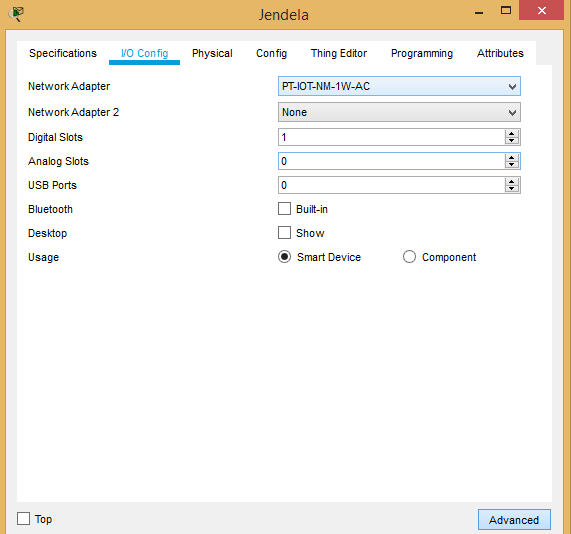 Jendela
Specifications I/O Config Physical Config Thing Editor Programming Attributes
Network Adapter PT-IOT-NM-1W-AC
Network Adapter 2 None
Digital Slots 1
Analog Slots 0
USB Ports 0
Bluetooth Built-in
Desktop Show
Usage Smart Device Component
Top Advanced